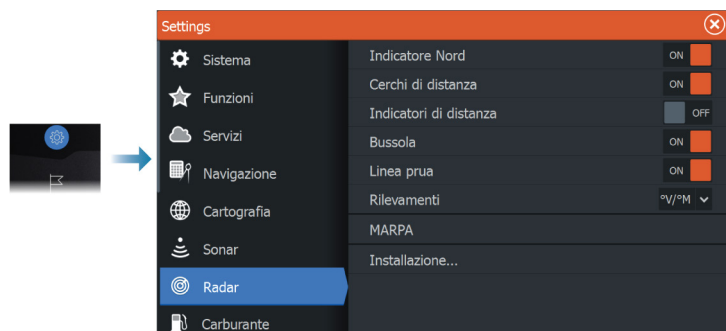 Settings
Sistema
Funzioni
Servizi
Navigazione
Cartografia
Sonar
Radar
Carburante
Indicatore Nord ON
Cerchi di distanza ON
Indicatori di distanza OFF
Bussola ON
Linea prua ON
Rilevamenti °V/°M
MARPA
Installazione...